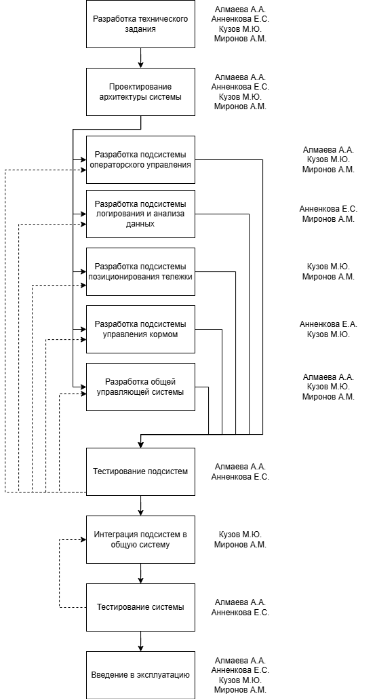 Разработка технического
задания
Алмаева А.А.
Анненкова Е.С.
Кузов М.Ю.
Миронов А.М.
Проектирование
архитектуры системы
Алмаева А.А.
Анненкова Е.С.
Кузов М.Ю.
Миронов А.М.
Разработка подсистемы
операторского управления
Алмаева А.А.
Кузов М.Ю.
Миронов А.М.
Разработка подсистемы
логирования и анализа
данных
Анненкова Е.С.
Миронов А.М.
Разработка подсистемы
позиционирования тележки
Кузов М.Ю.
Миронов А.М.
Разработка подсистемы
управления кормом
Анненкова Е.А.
Кузов М.Ю.
Разработка общей
управляющей системы
Алмаева А.А.
Кузов М.Ю.
Миронов А.М.
Тестирование подсистем
Алмаева А.А.
Анненкова Е.С.
Интеграция подсистем в
общую систему
Кузов М.Ю.
Миронов А.М.
Тестирование системы
Алмаева А.А.
Анненкова Е.С.
Введение в эксплуатацию
Алмаева А.А.
Анненкова Е.С.
Кузов М.Ю.
Миронов А.М.